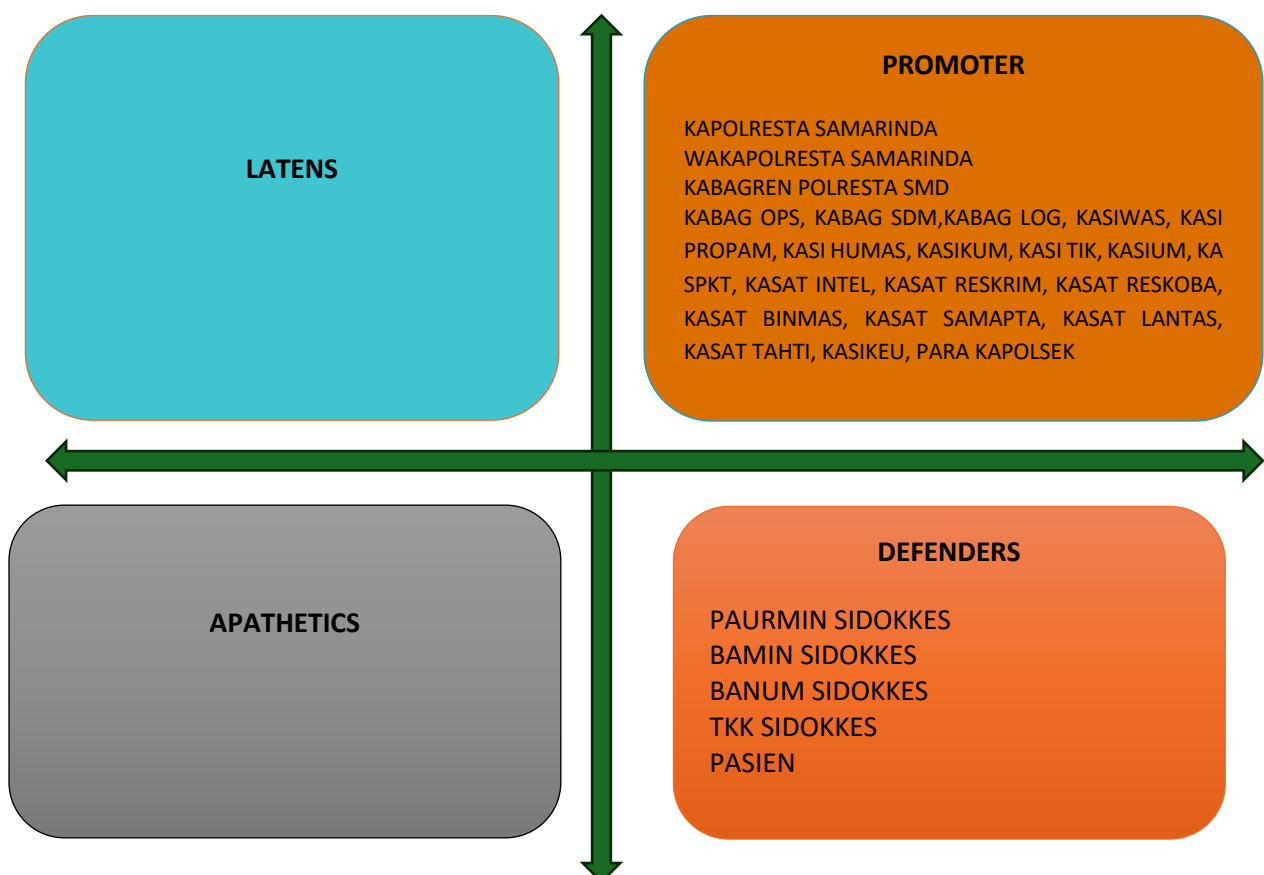 LATENS
PROMOTER
KAPOLRESTA SAMARINDA
WAKAPOLRESTA SAMARINDA
KABAGREN POLRESTA SMD
KABAG OPS, KABAG SDM,KABAG LOG, KASIWAS, KASI
PROPAM, KASI HUMAS, KASIKUM, KASI TIK, KASIUM, KA
SPKT, KASAT INTEL, KASAT RESKRIM, KASAT RESKOBA,
KASAT BINMAS, KASAT SAMAPTA, KASAT LANTAS,
KASAT TAHTI, KASIKEU, PARA KAPOLSEK
APATHETICS
DEFENDERS
PAURMIN SIDOKKES
BAMIN SIDOKKES
BANUM SIDOKKES
TKK SIDOKKES
PASIEN